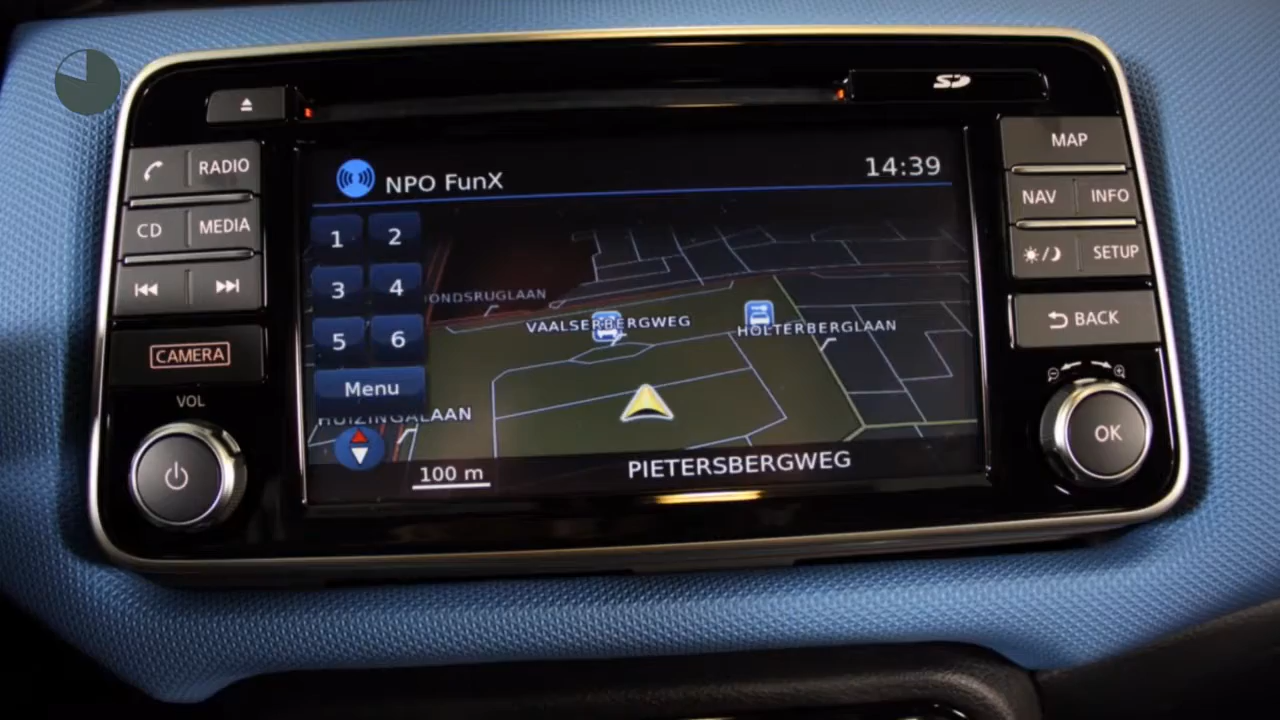 SD
RADIO
CD MEDIA
CAMERA
VOL
NPO FunX 14:39
1 2
3 4
5 6
Menu
ONDSRUGLAAN
VAALSERBERGWEG
HOLTERBERGLAAN
HUIZINGALAAN
100 m
PIETERSBERGWEG
MAP
NAV INFO
SETUP
BACK
OK